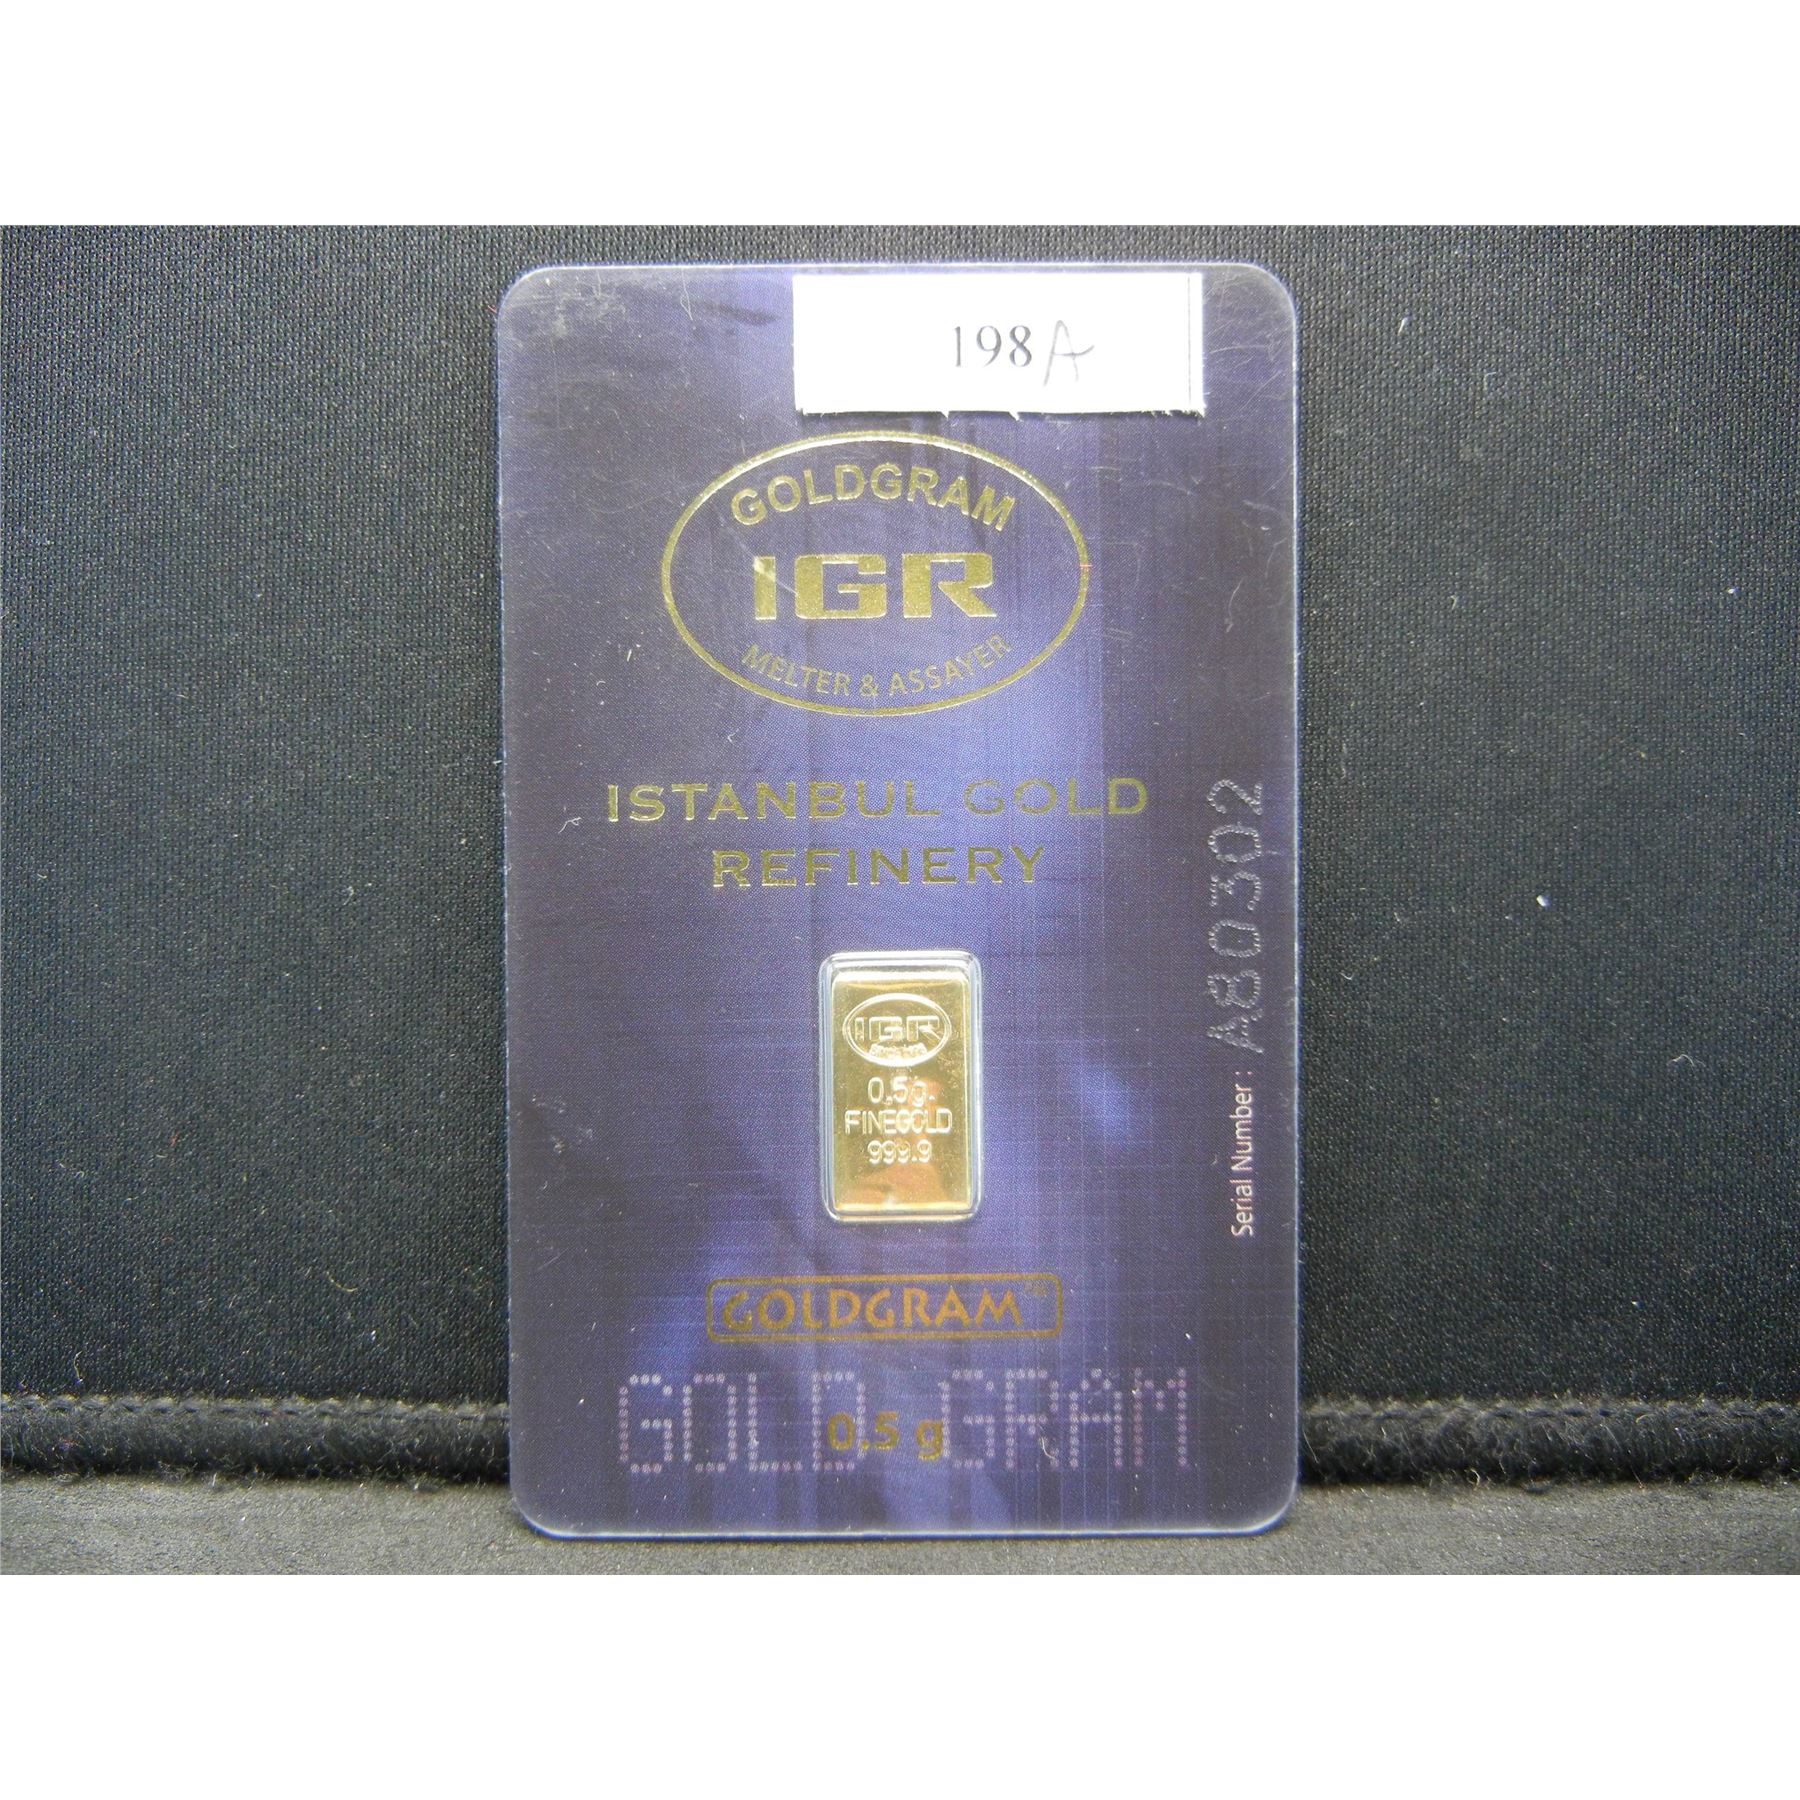 198A
GOLDGRAM
IGR
MELTER & ASSAYER
ISTANBUL GOLD
REFINERY
Serial Number: A80302
IGR
0.5g.
FINEGOLD
999.9
GOLDGRAM
GOLD GRAM
0.5 g